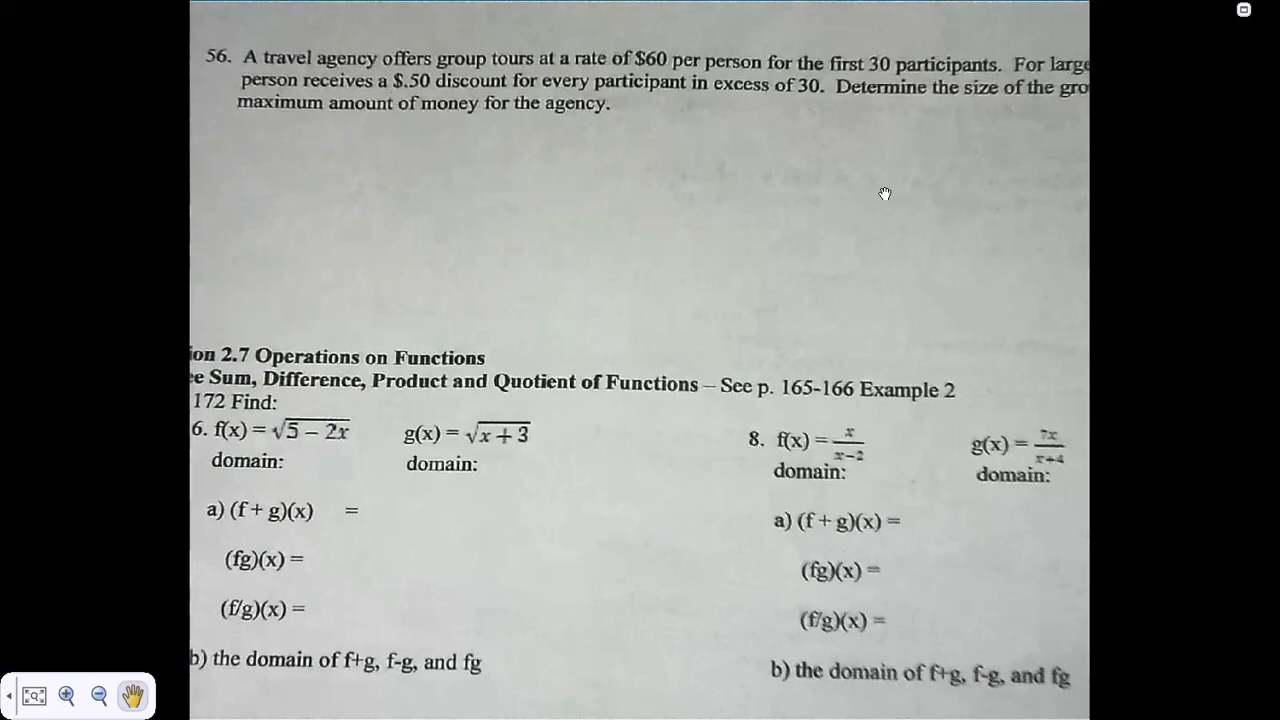 56. A travel agency offers group tours at a rate of $60 per person for the first 30 participants. For large
person receives a $.50 discount for every participant in excess of 30. Determine the size of the gro
maximum amount of money for the agency.
ion 2.7 Operations on Functions
e Sum, Difference, Product and Quotient of Functions – See p. 165-166 Example 2
172 Find:
6. f(x) = √5 – 2x g(x) = √x + 3 8. f(x) = x/x–2 g(x) = 7x/x+4
domain: domain: domain: domain:
a) (f + g)(x) = a) (f + g)(x) =
(fg)(x) = (fg)(x) =
(f/g)(x) = (f/g)(x) =
b) the domain of f+g, f-g, and fg b) the domain of f+g, f-g, and fg